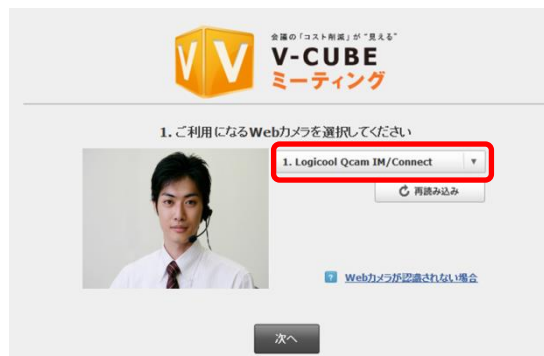 会議の「コスト削減」が“見える”
V-CUBE
ミーティング
1. ご利用になるWebカメラを選択してください
1. Logicool Qcam IM/Connect
再読み込み
? Webカメラが認識されない場合
次へ